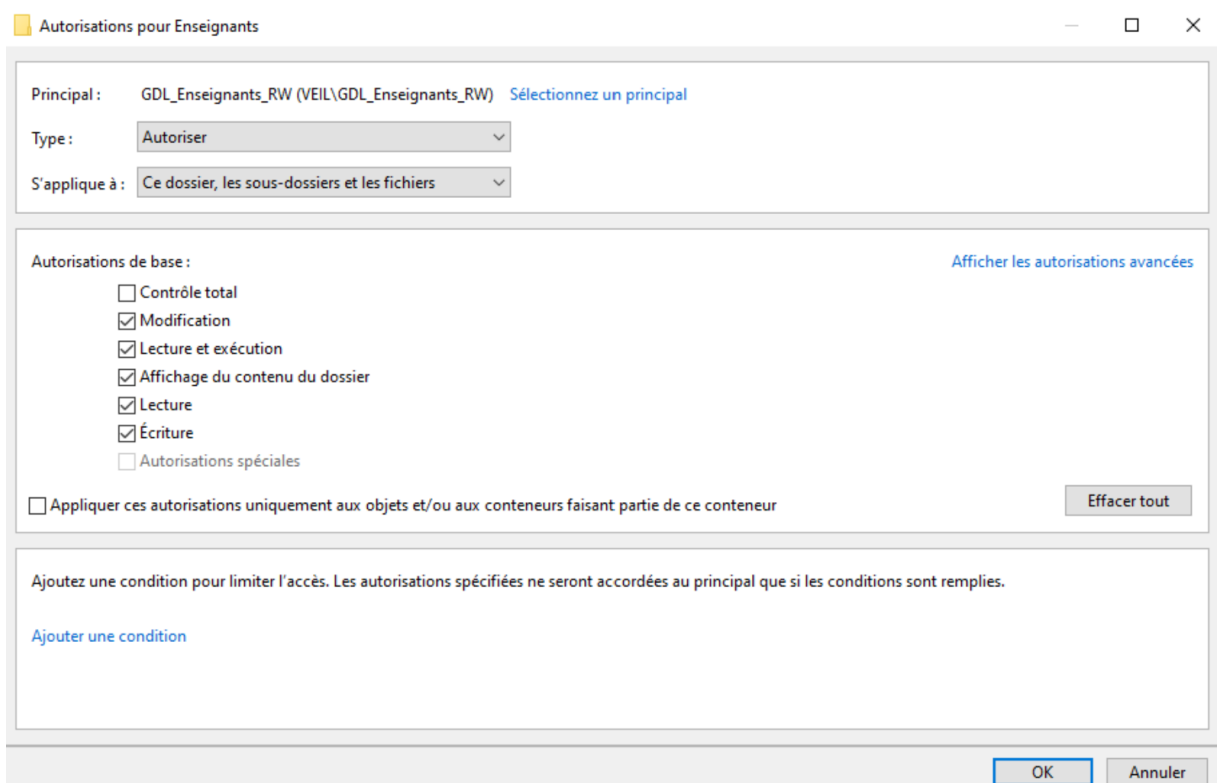 Autorisations pour Enseignants
Principal : GDL_Enseignants_RW (VEIL\GDL_Enseignants_RW) Sélectionnez un principal
Type : Autoriser
S'applique à : Ce dossier, les sous-dossiers et les fichiers
Autorisations de base : Afficher les autorisations avancées
Contrôle total
Modification
Lecture et exécution
Affichage du contenu du dossier
Lecture
Écriture
Autorisations spéciales
Appliquer ces autorisations uniquement aux objets et/ou aux conteneurs faisant partie de ce conteneur Effacer tout
Ajoutez une condition pour limiter l'accès. Les autorisations spécifiées ne seront accordées au principal que si les conditions sont remplies.
Ajouter une condition
OK Annuler